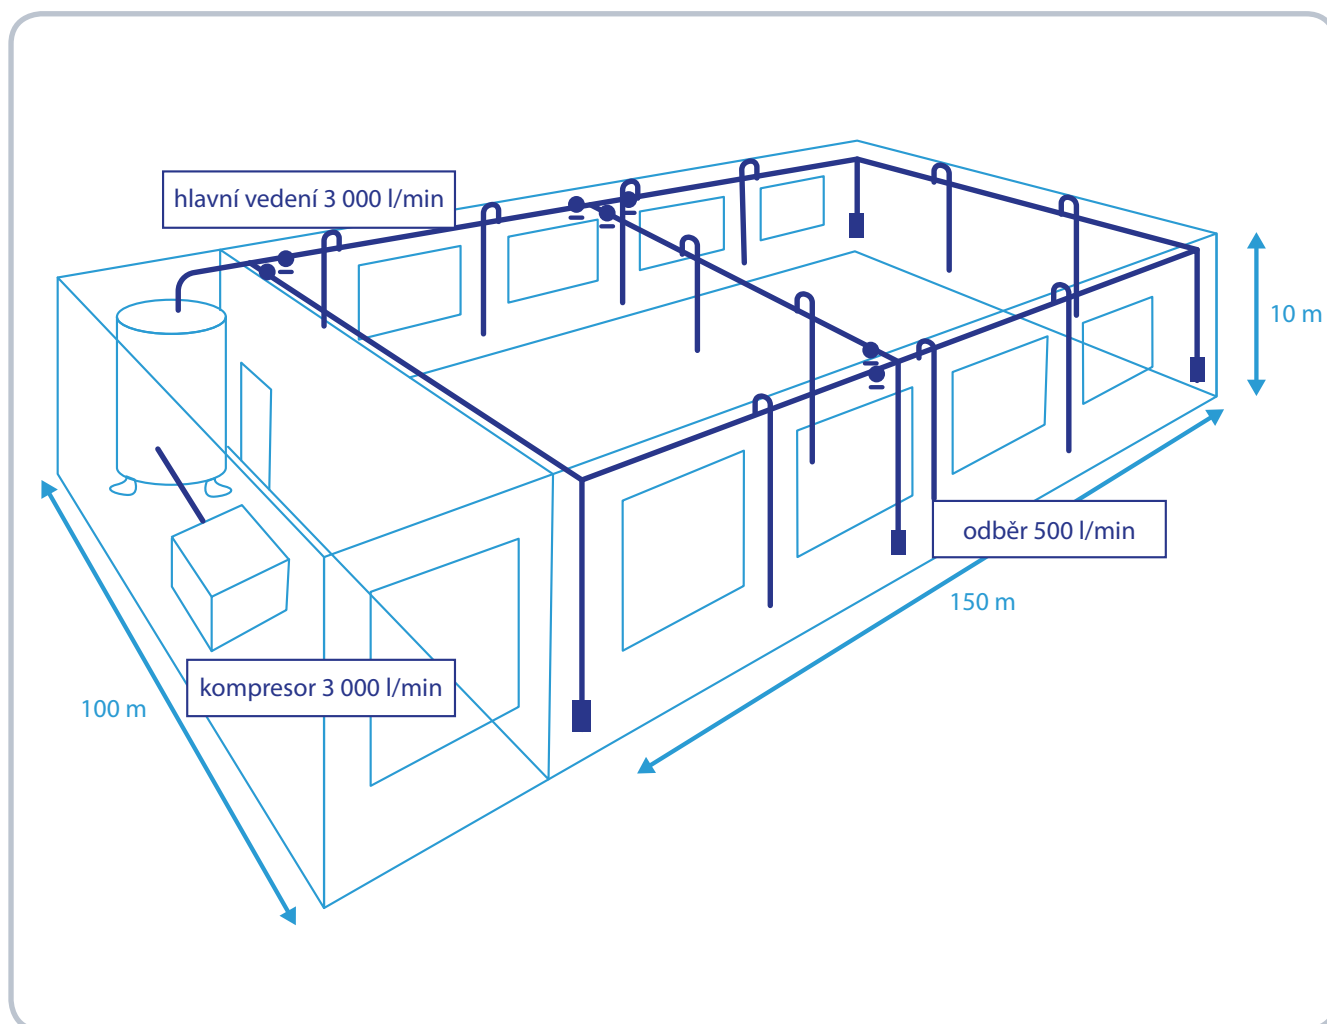 hlavní vedení 3 000 l/min
10 m
odběr 500 l/min
150 m
kompresor 3 000 l/min
100 m